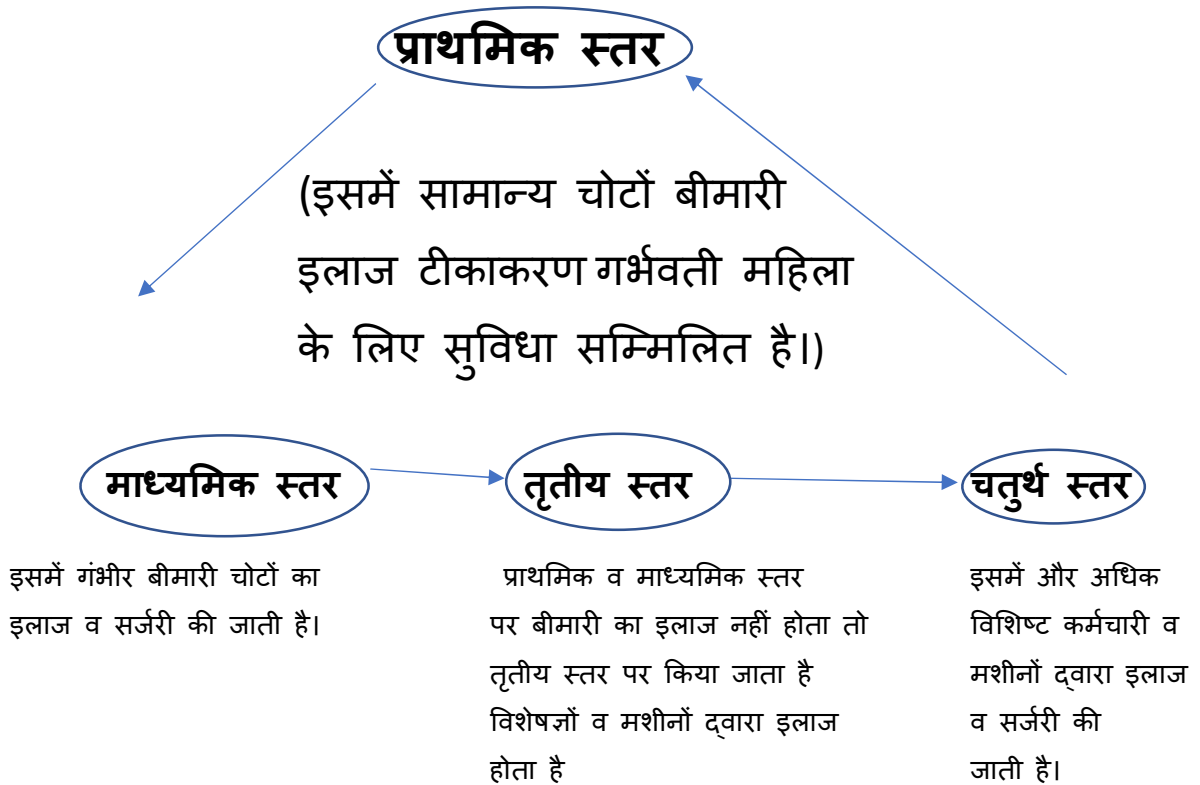 प्राथमिक स्तर
(इसमें सामान्य चोटों बीमारी
इलाज टीकाकरण गर्भवती महिला
के लिए सुविधा सम्मिलित है।)
माध्यमिक स्तर
इसमें गंभीर बीमारी चोटों का
इलाज व सर्जरी की जाती है।
तृतीय स्तर
प्राथमिक व माध्यमिक स्तर
पर बीमारी का इलाज नहीं होता तो
तृतीय स्तर पर किया जाता है
विशेषज्ञों व मशीनों द्वारा इलाज
होता है
चतुर्थ स्तर
इसमें और अधिक
विशिष्ट कर्मचारी व
मशीनों द्वारा इलाज
व सर्जरी की
जाती है।